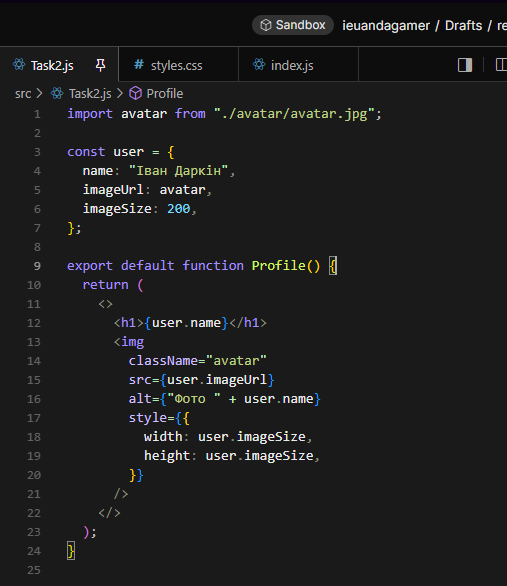 Sandbox ieuandagamer / Drafts / re
Task2.js # styles.css index.js
src > Task2.js > Profile
1 import avatar from "./avatar/avatar.jpg";
2
3 const user = {
4 name: "Іван Даркін",
5 imageUrl: avatar,
6 imageSize: 200,
7 };
8
9 export default function Profile() {
10 return (
11 <>
12 <h1>{user.name}</h1>
13 <img
14 className="avatar"
15 src={user.imageUrl}
16 alt={"Фото " + user.name}
17 style={{
18 width: user.imageSize,
19 height: user.imageSize,
20 }}
21 />
22 </>
23 );
24 }
25